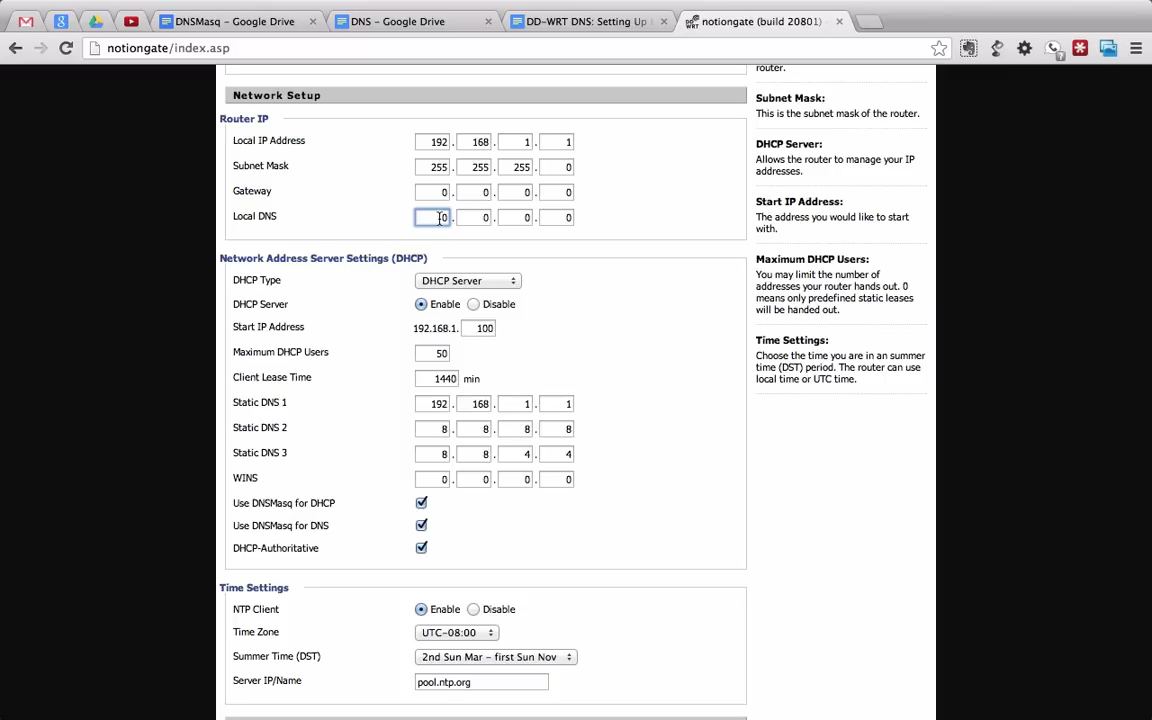 DNSMasq – Google Drive
DNS – Google Drive
DD-WRT DNS: Setting Up
notiongate (build 20801)
notiongate/index.asp
router.
Network Setup
Subnet Mask:
This is the subnet mask of the router.
Router IP
Local IP Address 192 . 168 . 1 . 1
Subnet Mask 255 . 255 . 255 . 0
Gateway 0 . 0 . 0 . 0
Local DNS 0 . 0 . 0 . 0
DHCP Server:
Allows the router to manage your IP
addresses.
Start IP Address:
The address you would like to start
with.
Maximum DHCP Users:
You may limit the number of
addresses your router hands out. 0
means only predefined static leases
will be handed out.
Time Settings:
Choose the time you are in an summer
time (DST) period. The router can use
local time or UTC time.
Network Address Server Settings (DHCP)
DHCP Type DHCP Server
DHCP Server Enable Disable
Start IP Address 192.168.1. 100
Maximum DHCP Users 50
Client Lease Time 1440 min
Static DNS 1 192 . 168 . 1 . 1
Static DNS 2 8 . 8 . 8 . 8
Static DNS 3 8 . 8 . 4 . 4
WINS 0 . 0 . 0 . 0
Use DNSMasq for DHCP
Use DNSMasq for DNS
DHCP-Authoritative
Time Settings
NTP Client Enable Disable
Time Zone UTC-08:00
Summer Time (DST) 2nd Sun Mar – first Sun Nov
Server IP/Name pool.ntp.org